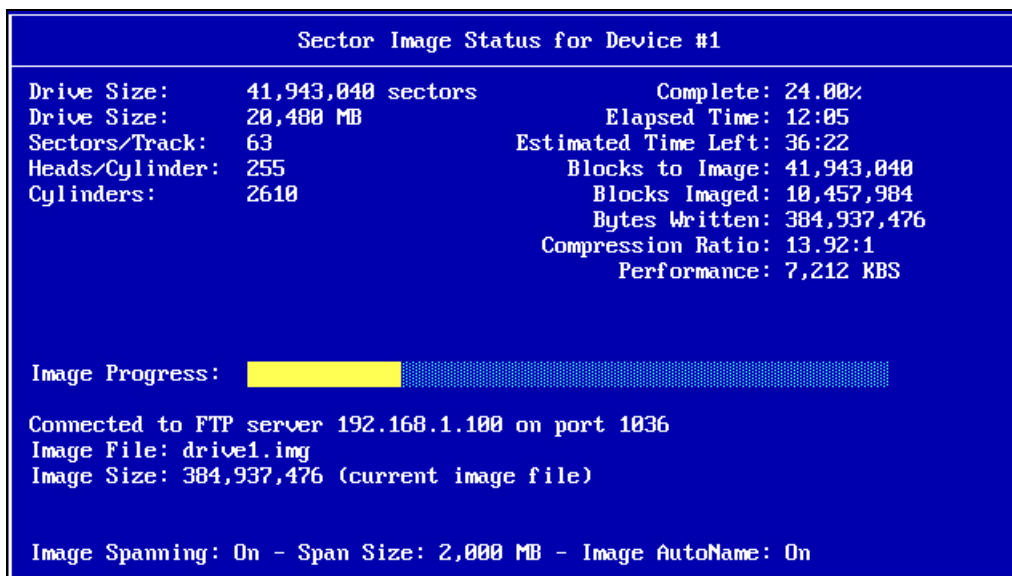 Sector Image Status for Device #1
Drive Size: 41,943,040 sectors
Complete: 24.00%
Drive Size: 20,480 MB
Elapsed Time: 12:05
Sectors/Track: 63
Estimated Time Left: 36:22
Heads/Cylinder: 255
Blocks to Image: 41,943,040
Cylinders: 2610
Blocks Imaged: 10,457,984
Bytes Written: 384,937,476
Compression Ratio: 13.92:1
Performance: 7,212 KBS
Image Progress:
Connected to FTP server 192.168.1.100 on port 1036
Image File: drive1.img
Image Size: 384,937,476 (current image file)
Image Spanning: On - Span Size: 2,000 MB - Image AutoName: On